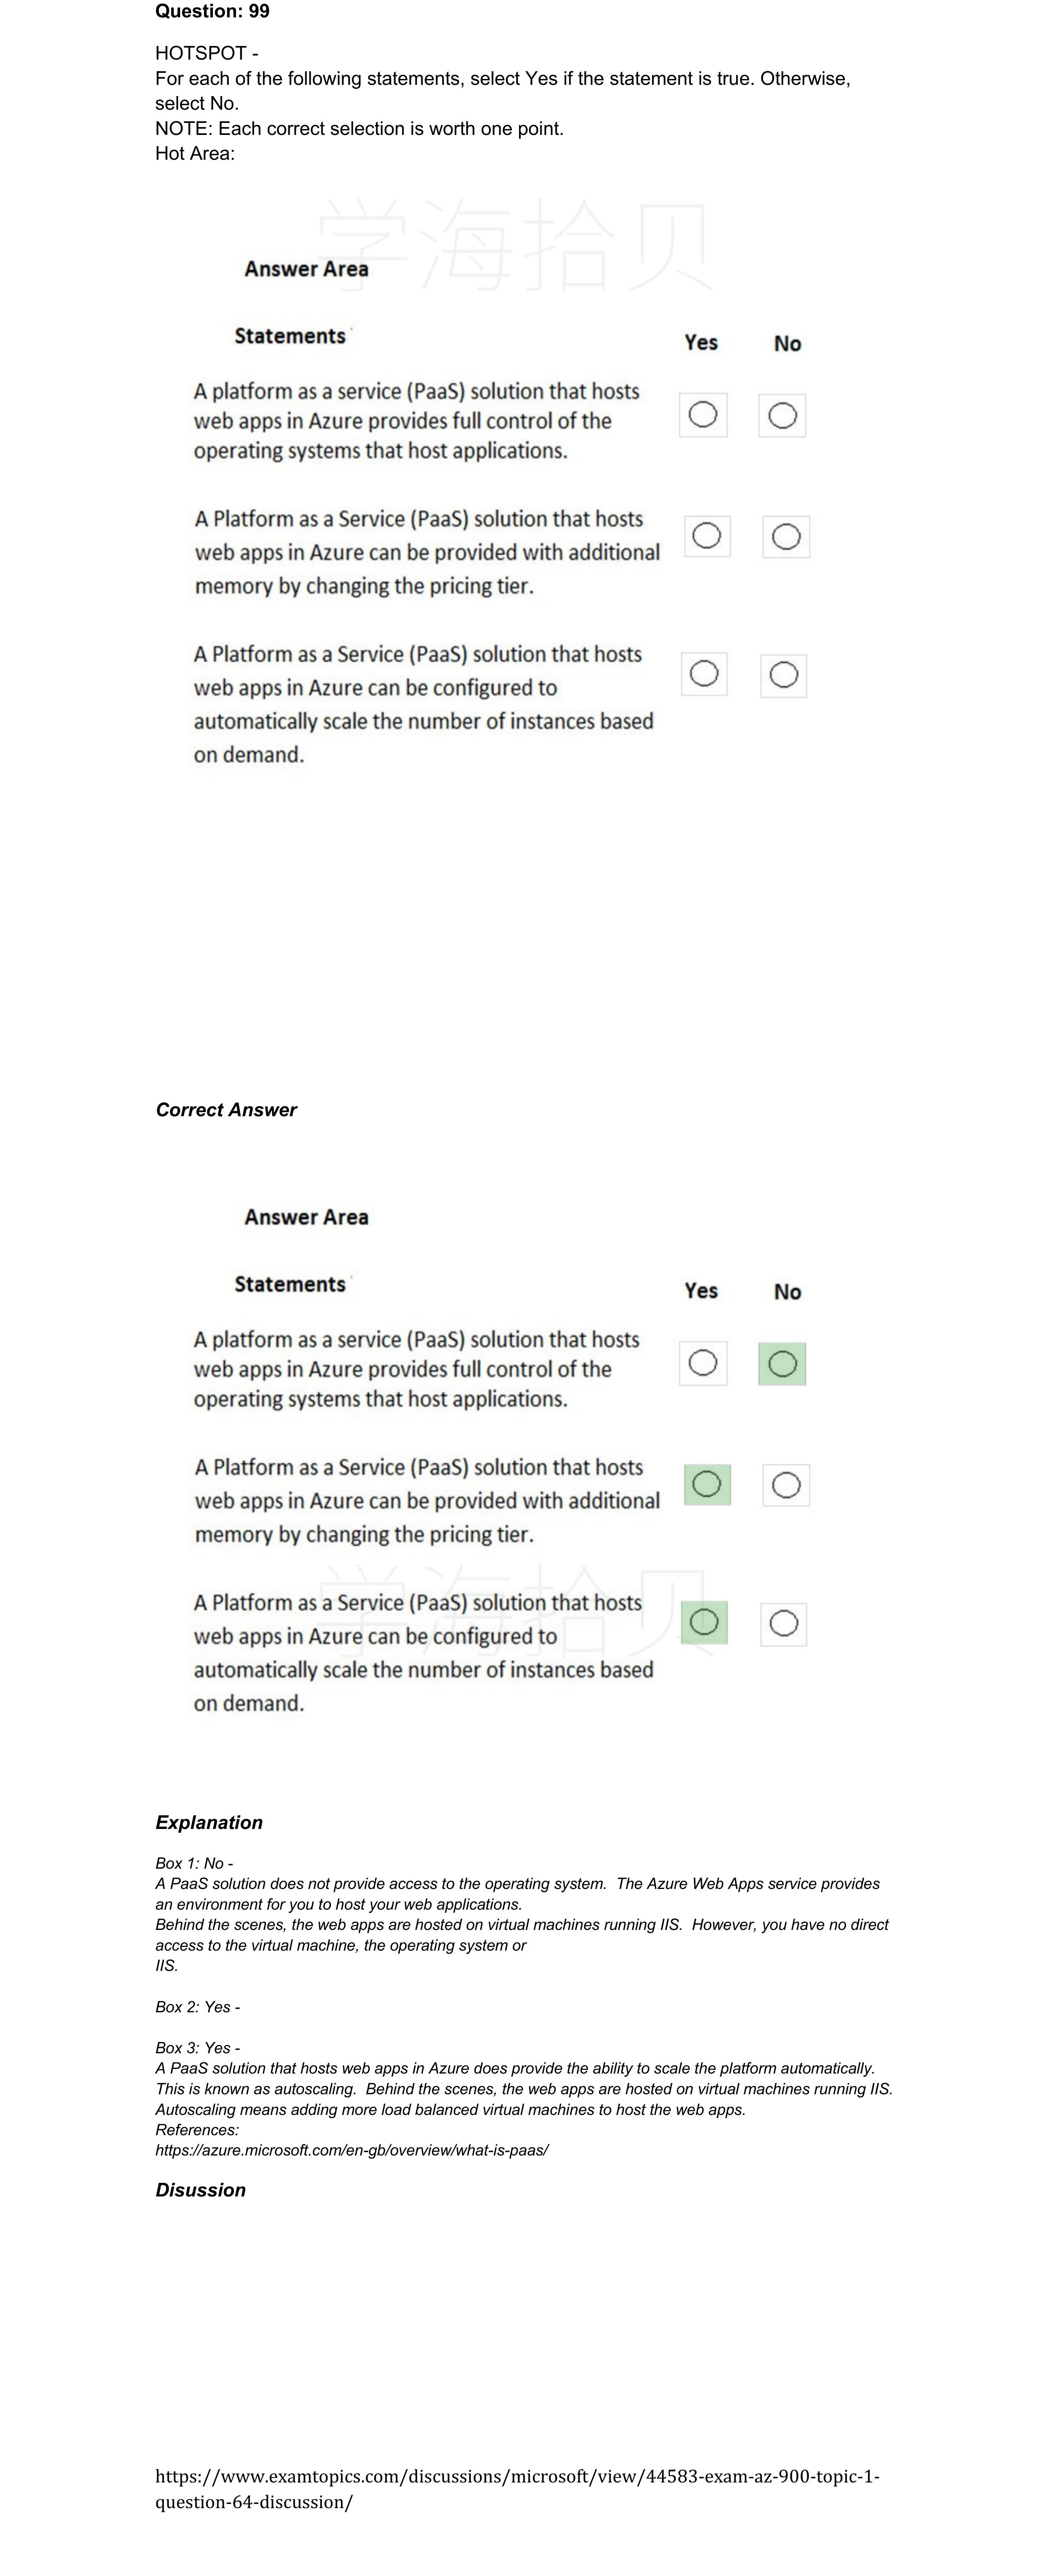 Question: 99
HOTSPOT -
For each of the following statements, select Yes if the statement is true. Otherwise,
select No.
NOTE: Each correct selection is worth one point.
Hot Area:
学海拾贝
Answer Area
Statements
Yes No
A platform as a service (PaaS) solution that hosts
web apps in Azure provides full control of the
operating systems that host applications.
A Platform as a Service (PaaS) solution that hosts
web apps in Azure can be provided with additional
memory by changing the pricing tier.
A Platform as a Service (PaaS) solution that hosts
web apps in Azure can be configured to
automatically scale the number of instances based
on demand.
Correct Answer
Answer Area
Statements
Yes No
A platform as a service (PaaS) solution that hosts
web apps in Azure provides full control of the
operating systems that host applications.
A Platform as a Service (PaaS) solution that hosts
web apps in Azure can be provided with additional
memory by changing the pricing tier.
学海拾贝
A Platform as a Service (PaaS) solution that hosts
web apps in Azure can be configured to
automatically scale the number of instances based
on demand.
Explanation
Box 1: No -
A PaaS solution does not provide access to the operating system. The Azure Web Apps service provides
an environment for you to host your web applications.
Behind the scenes, the web apps are hosted on virtual machines running IIS. However, you have no direct
access to the virtual machine, the operating system or
IIS.
Box 2: Yes -
Box 3: Yes -
A PaaS solution that hosts web apps in Azure does provide the ability to scale the platform automatically.
This is known as autoscaling. Behind the scenes, the web apps are hosted on virtual machines running IIS.
Autoscaling means adding more load balanced virtual machines to host the web apps.
References:
https://azure.microsoft.com/en-gb/overview/what-is-paas/
Disussion
https://www.examtopics.com/discussions/microsoft/view/44583-exam-az-900-topic-1-
question-64-discussion/